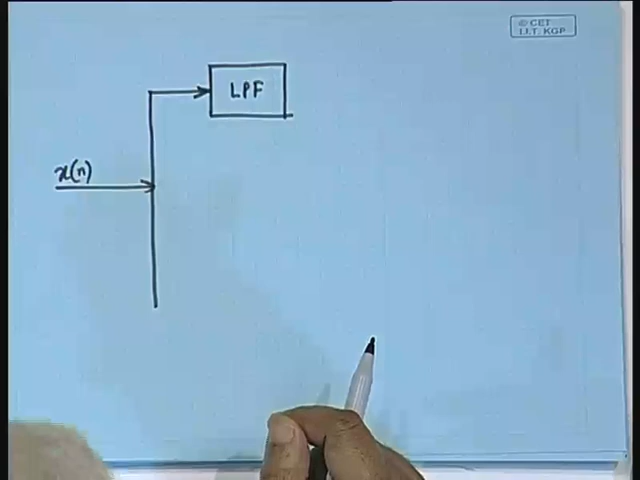 © CET
I.I.T. KGP
LPF
x(n)